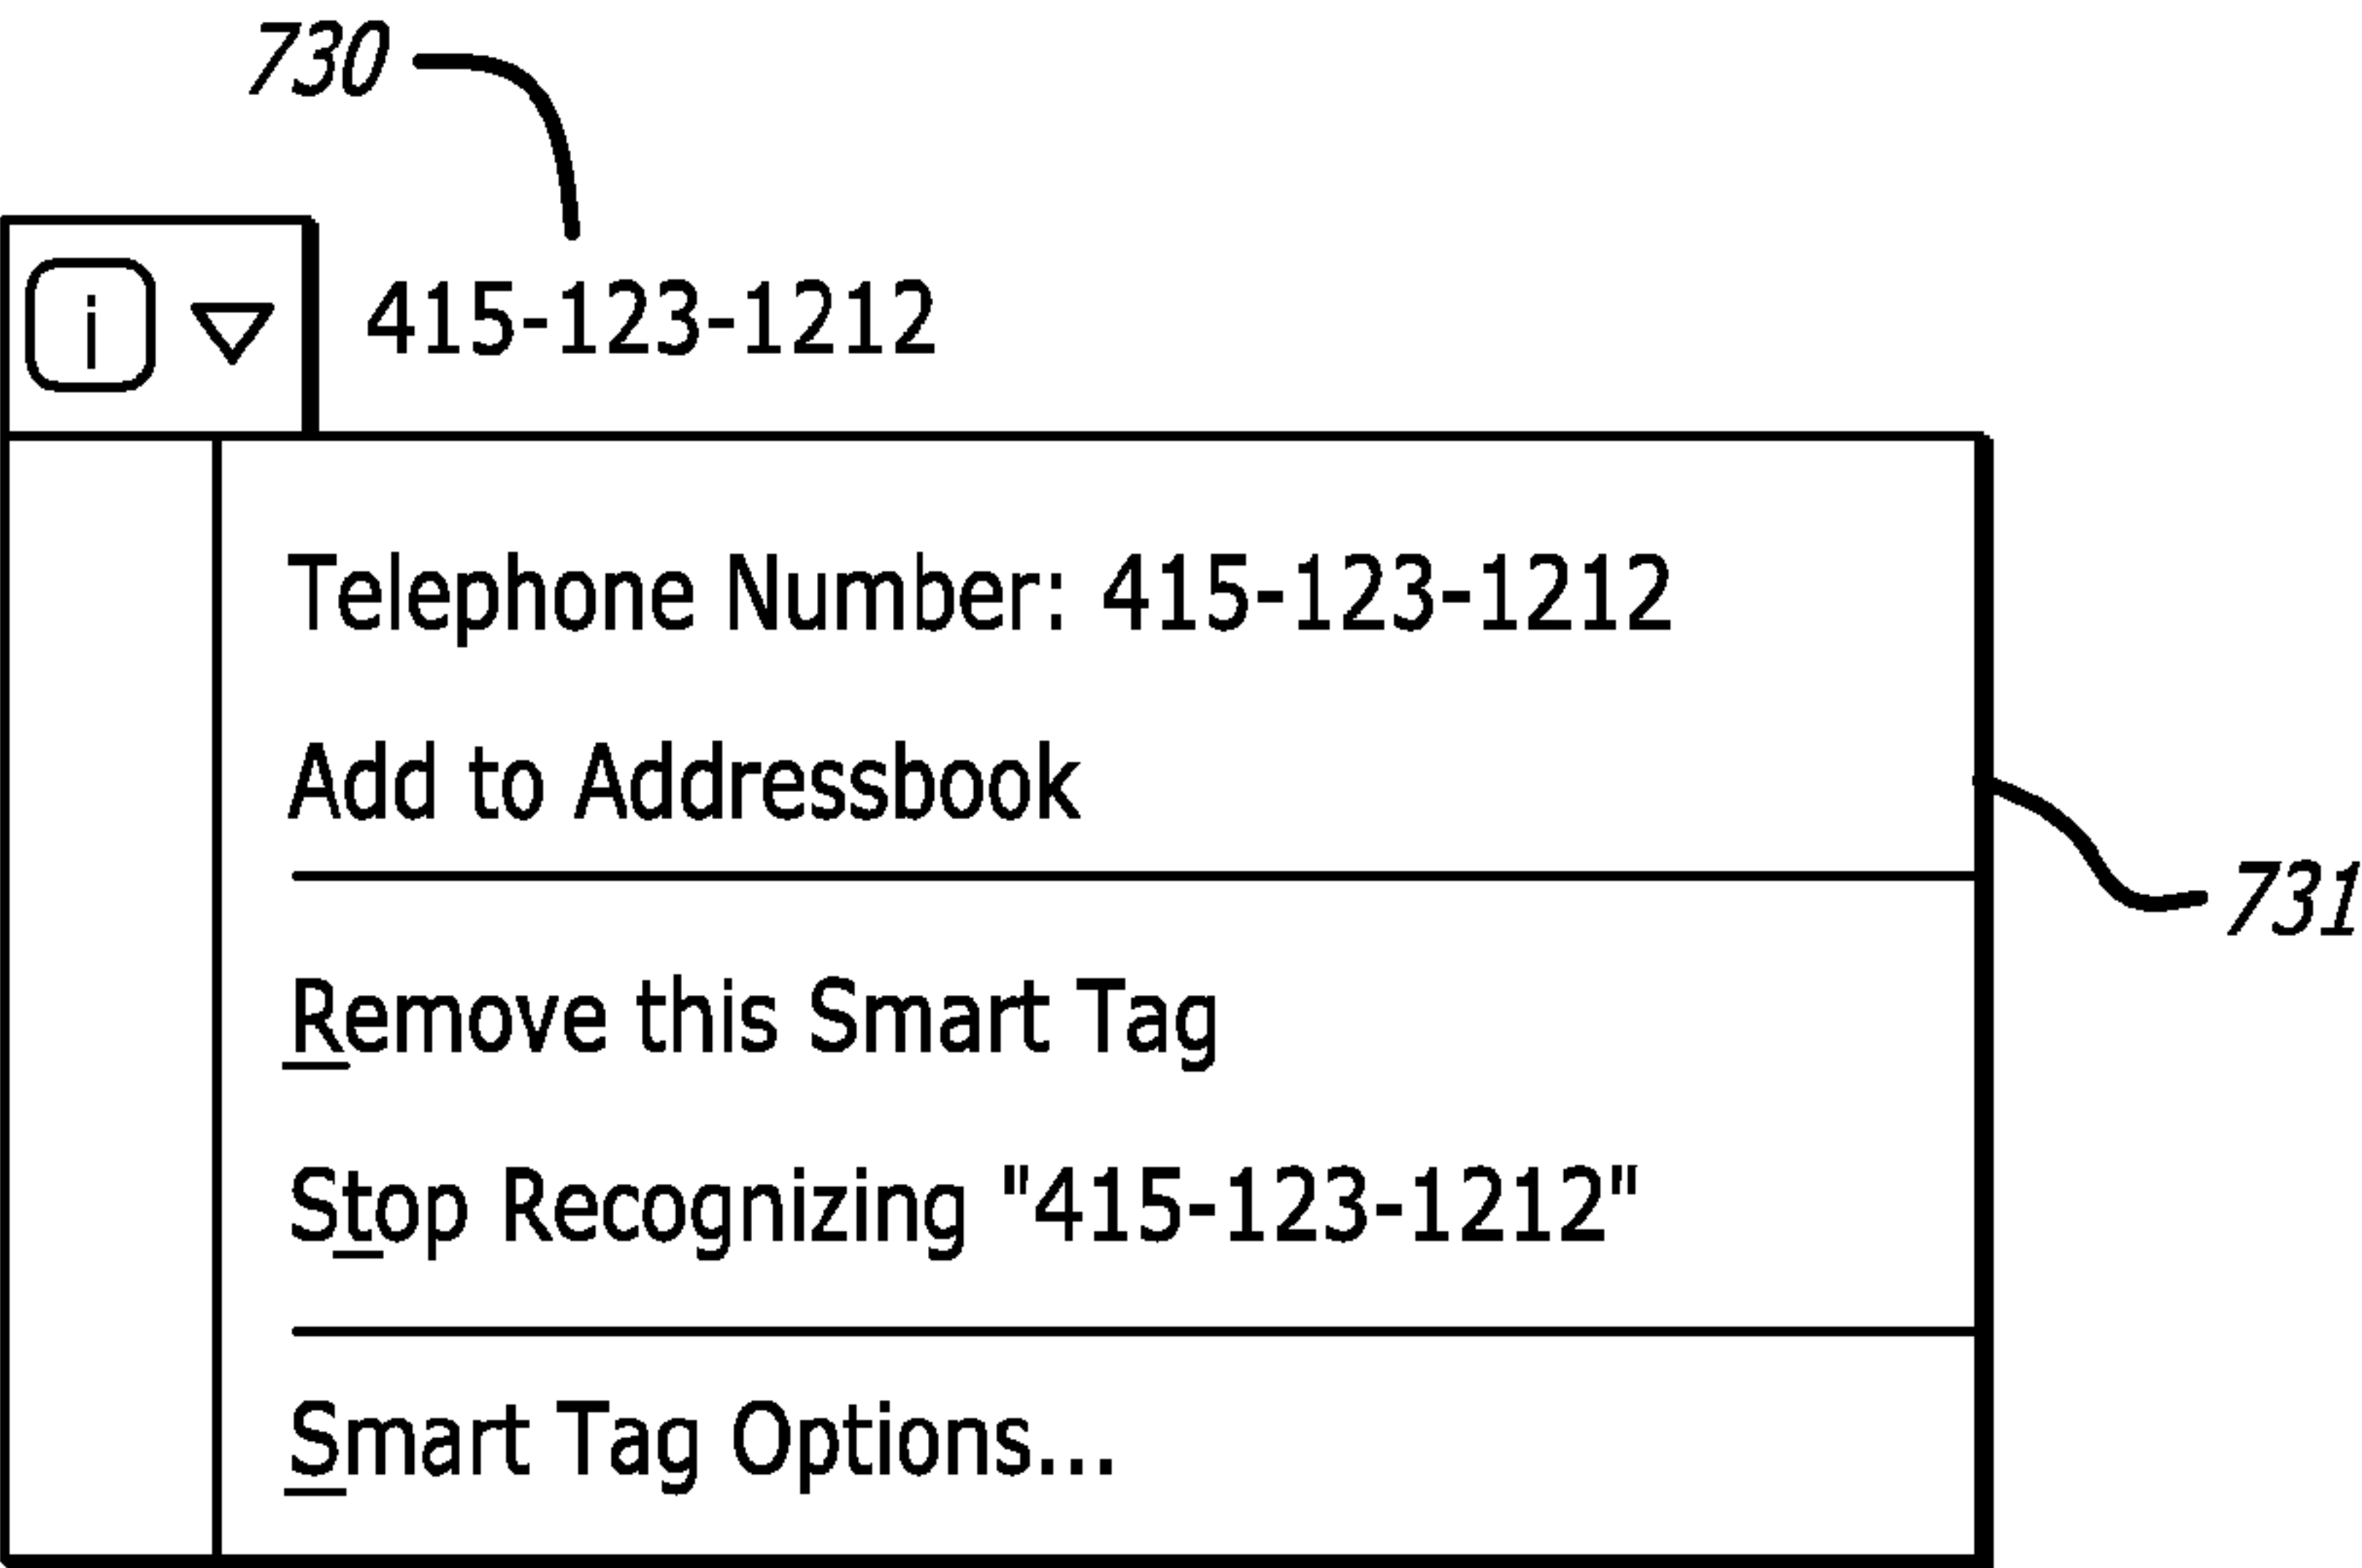 730
i 415-123-1212
Telephone Number: 415-123-1212
Add to Addressbook
731
Remove this Smart Tag
Stop Recognizing "415-123-1212"
Smart Tag Options...